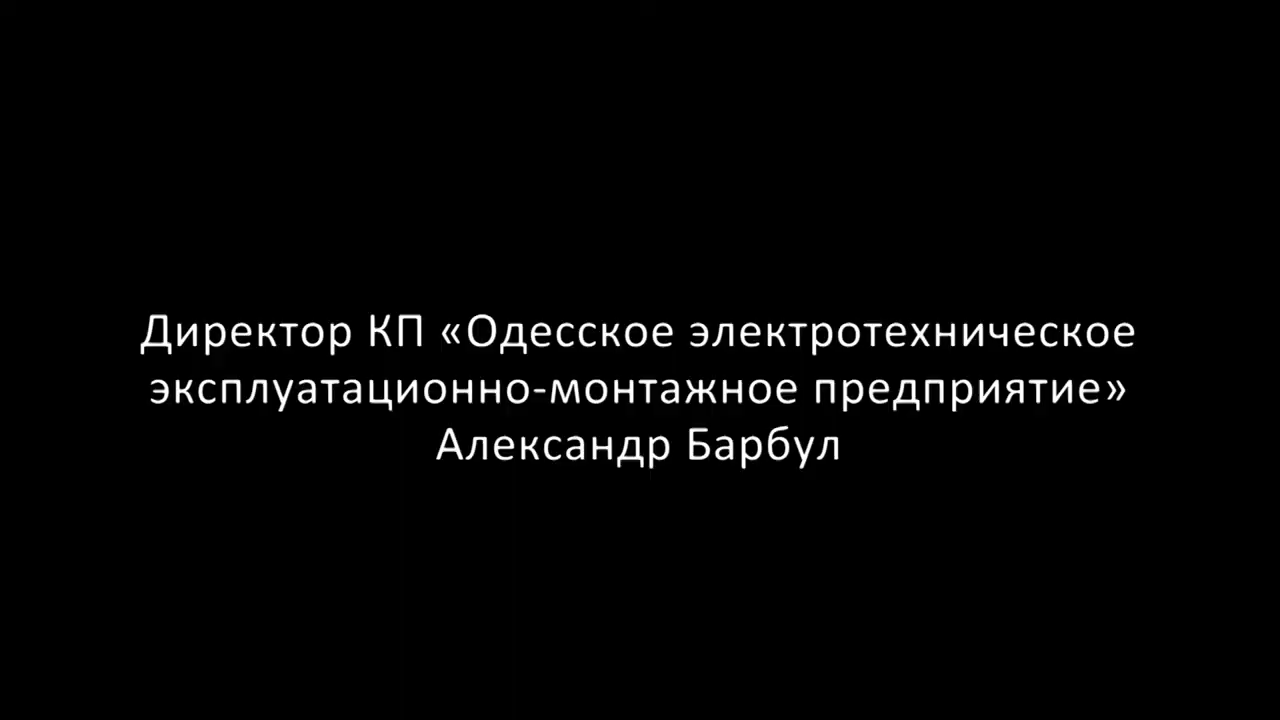 Директор КП «Одесское электротехническое
эксплуатационно-монтажное предприятие»
Александр Барбул